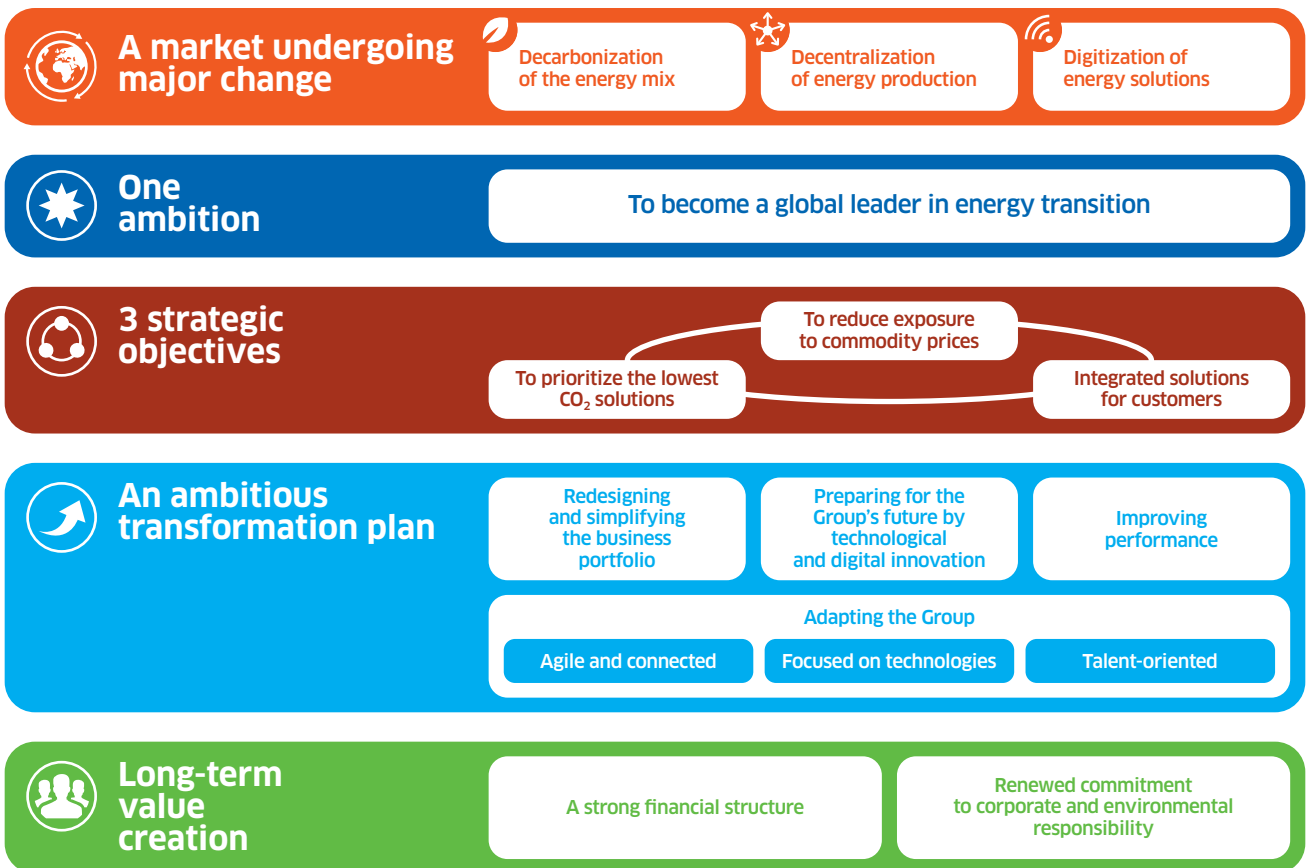 A market undergoing
major change
Decarbonization
of the energy mix
Decentralization
of energy production
Digitization of
energy solutions
One
ambition
To become a global leader in energy transition
3 strategic
objectives
To reduce exposure
to commodity prices
To prioritize the lowest
CO₂ solutions
Integrated solutions
for customers
An ambitious
transformation plan
Redesigning
and simplifying
the business
portfolio
Preparing for the
Group's future by
technological
and digital innovation
Improving
performance
Adapting the Group
Agile and connected
Focused on technologies
Talent-oriented
Long-term
value
creation
A strong financial structure
Renewed commitment
to corporate and environmental
responsibility